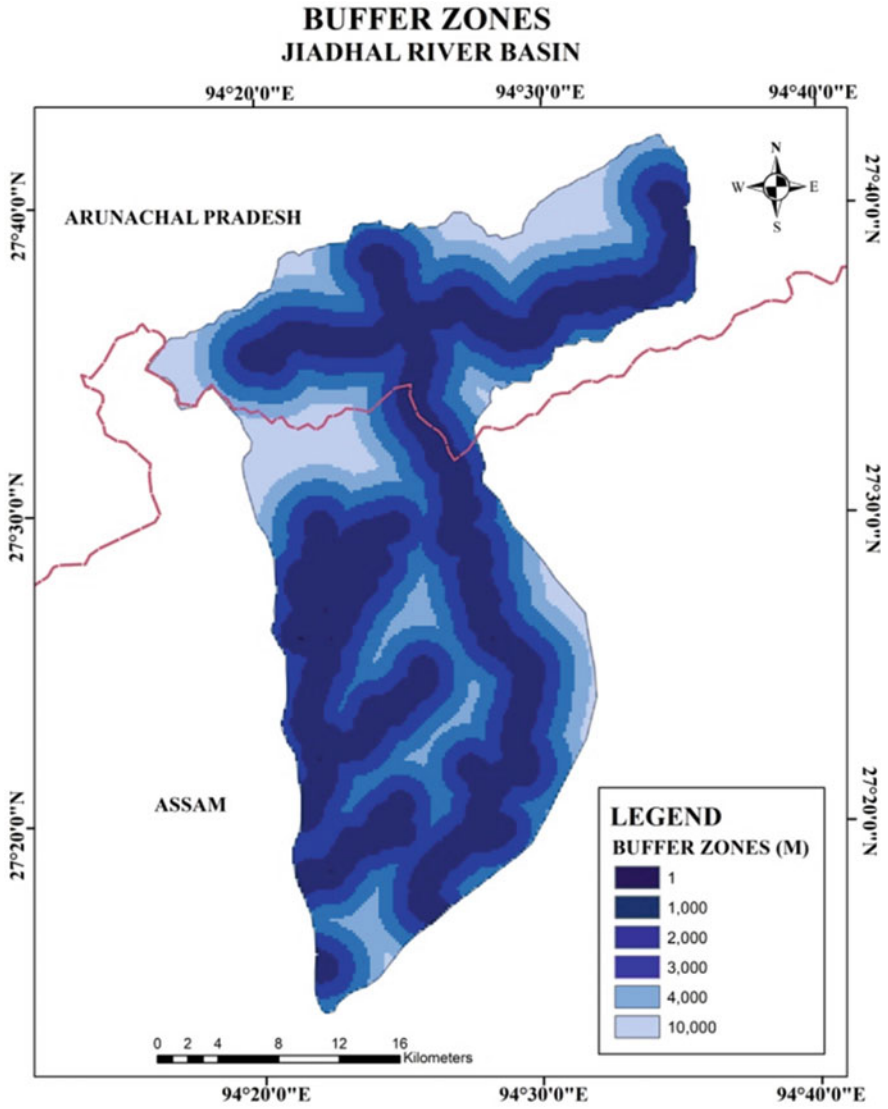 BUFFER ZONES
JIADHAL RIVER BASIN
94°20'0"E 94°30'0"E 94°40'0"E
N
W E
S
27°40'0"N
27°40'0"N
ARUNACHAL PRADESH
27°30'0"N
27°30'0"N
ASSAM
27°20'0"N
27°20'0"N
LEGEND
BUFFER ZONES (M)
1
1,000
2,000
3,000
4,000
10,000
0 2 4 8 12 16
Kilometers
94°20'0"E 94°30'0"E 94°40'0"E